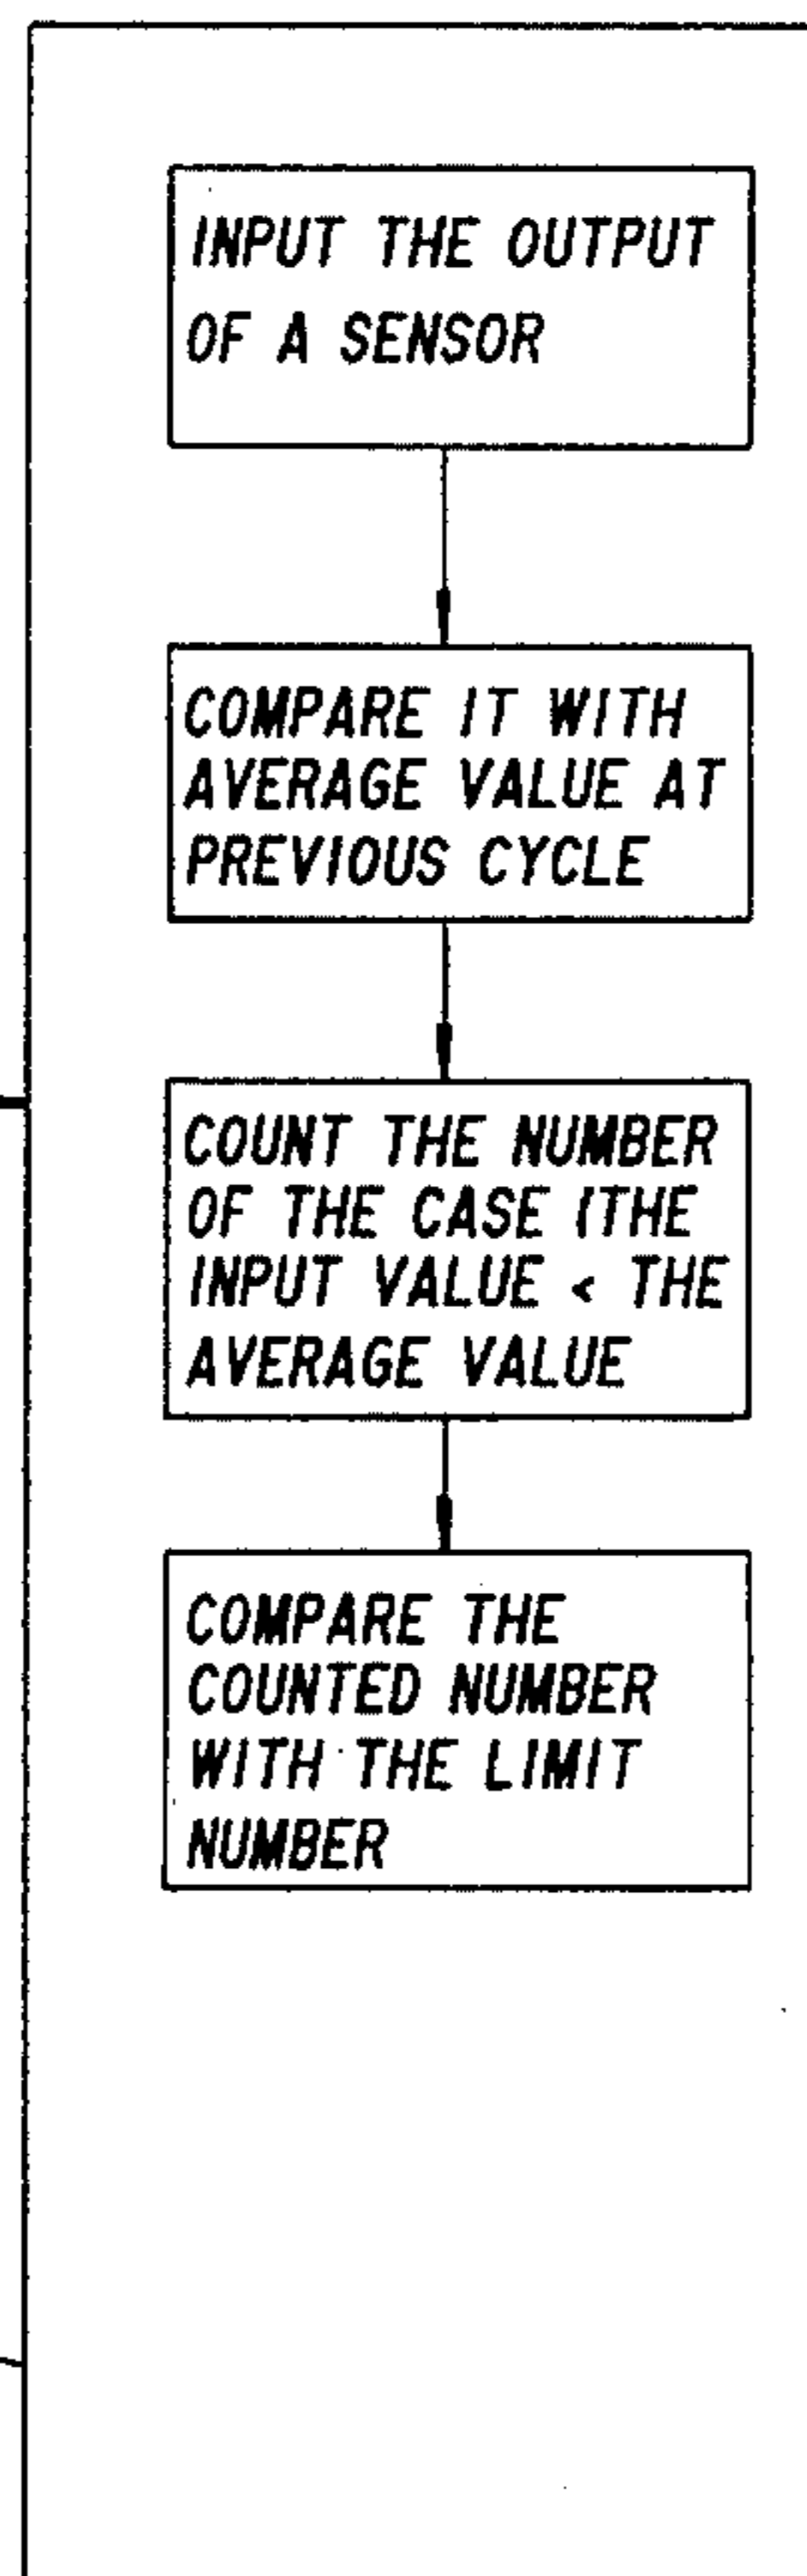 INPUT THE OUTPUT
OF A SENSOR
COMPARE IT WITH
AVERAGE VALUE AT
PREVIOUS CYCLE
COUNT THE NUMBER
OF THE CASE (THE
INPUT VALUE < THE
AVERAGE VALUE
COMPARE THE
COUNTED NUMBER
WITH THE LIMIT
NUMBER